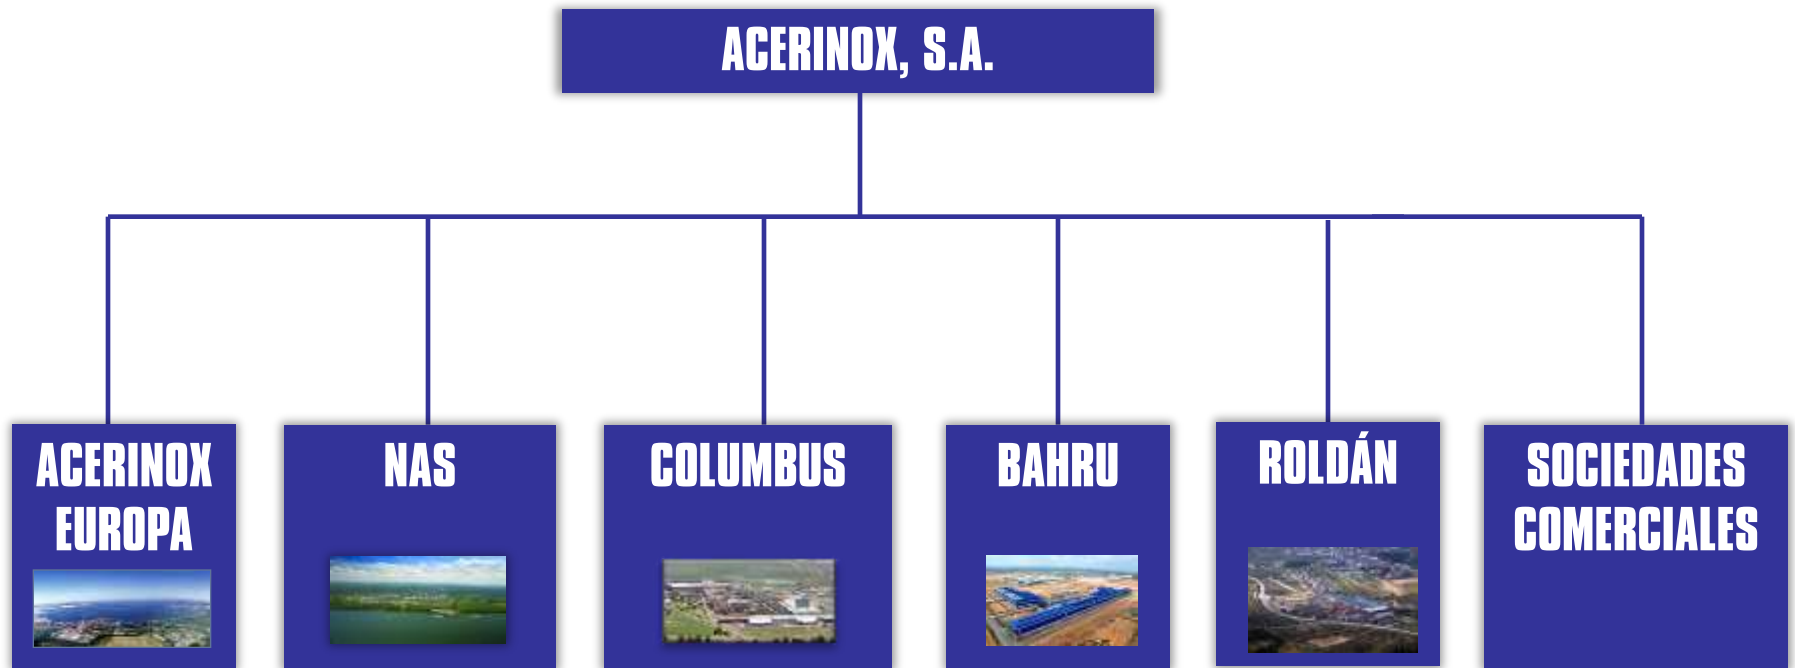 ACERINOX, S.A.
ACERINOX
EUROPA
NAS
COLUMBUS
BAHRU
ROLDÁN
SOCIEDADES
COMERCIALES